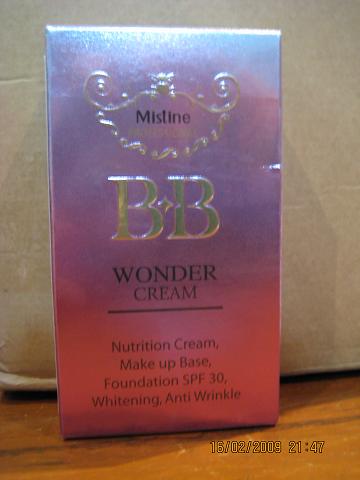 Mistine
PROFESSIONAL
BB
WONDER
CREAM
Nutrition Cream,
Make up Base,
Foundation SPF 30,
Whitening, Anti Wrinkle
16/02/2009 21:47